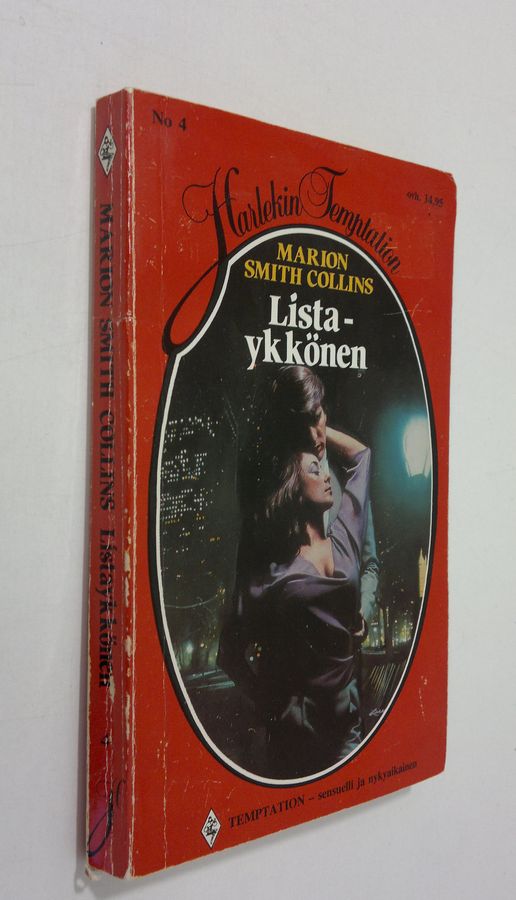 No 4
Harlekin Temptation
ovh. 14.95
MARION
SMITH COLLINS
Lista-
ykkönen
TEMPTATION – sensuelli ja nykyaikainen
MARION SMITH COLLINS Listaykkönen 4